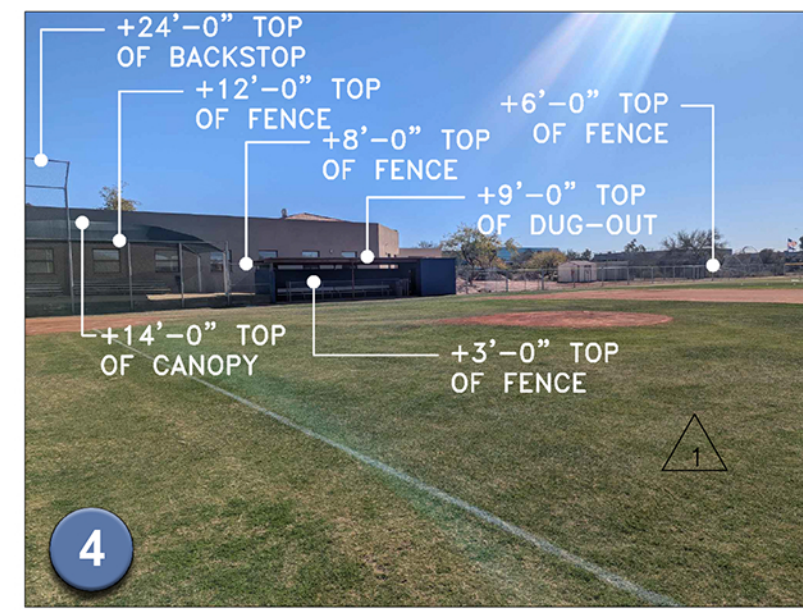 +24'-0" TOP
OF BACKSTOP
+12'-0" TOP
OF FENCE
+8'-0" TOP
OF FENCE
+6'-0" TOP
OF FENCE
+9'-0" TOP
OF DUG-OUT
+14'-0" TOP
OF CANOPY
+3'-0" TOP
OF FENCE
1
4